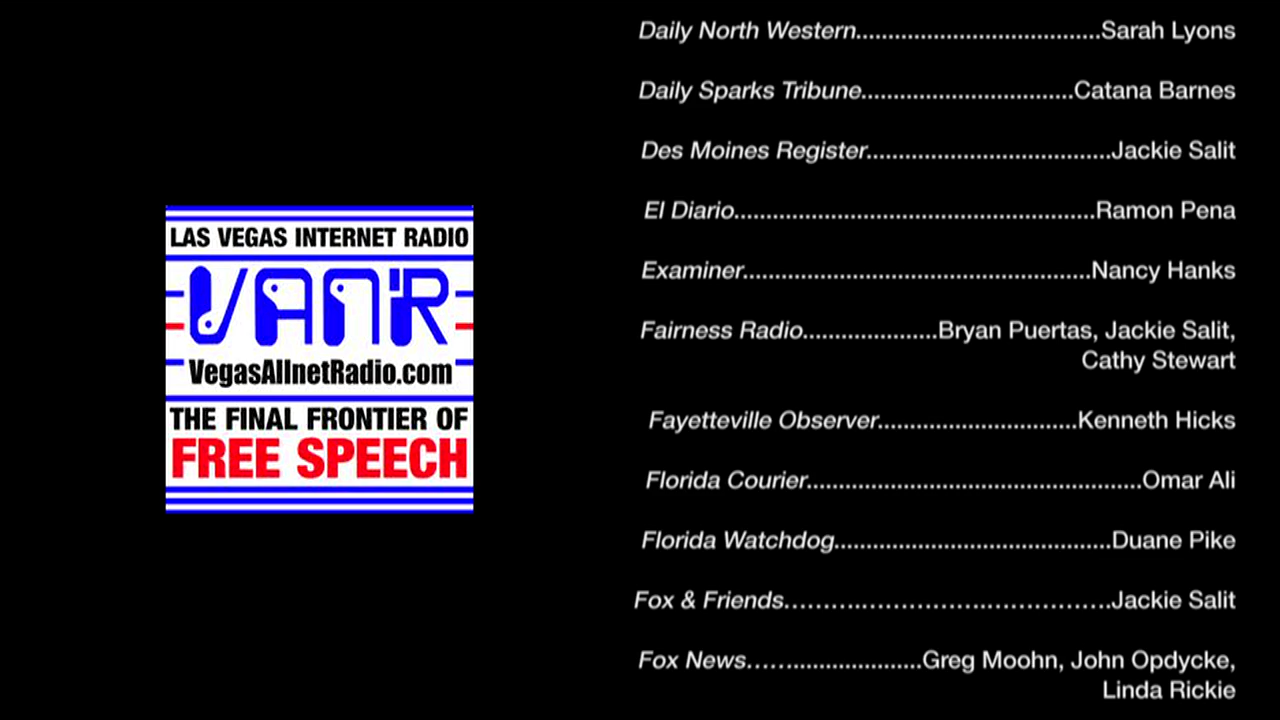 LAS VEGAS INTERNET RADIO
VANR
VegasAllnetRadio.com
THE FINAL FRONTIER OF
FREE SPEECH
Daily North Western......................................Sarah Lyons
Daily Sparks Tribune.................................Catana Barnes
Des Moines Register......................................Jackie Salit
El Diario........................................................Ramon Pena
Examiner......................................................Nancy Hanks
Fairness Radio.....................Bryan Puertas, Jackie Salit,
Cathy Stewart
Fayetteville Observer...............................Kenneth Hicks
Florida Courier....................................................Omar Ali
Florida Watchdog...........................................Duane Pike
Fox & Friends……………………………….Jackie Salit
Fox News…….....................Greg Moohn, John Opdycke,
Linda Rickie